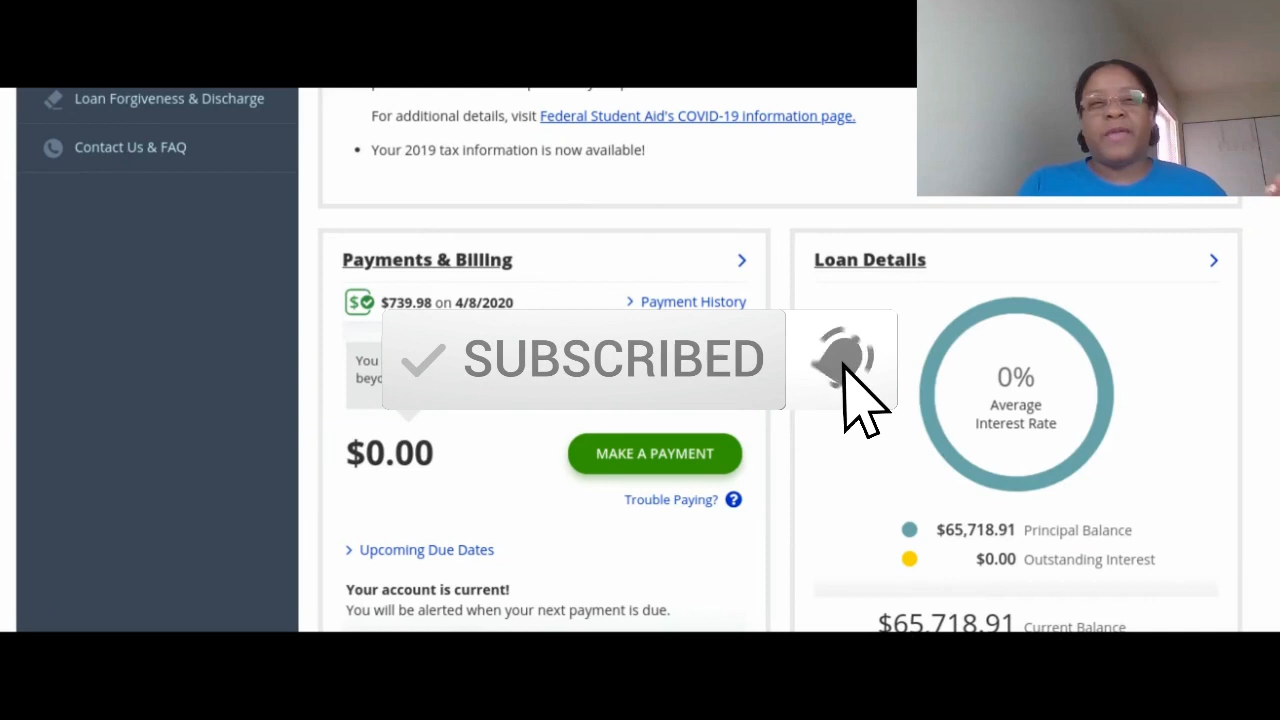 Loan Forgiveness & Discharge
Contact Us & FAQ
For additional details, visit Federal Student Aid's COVID-19 information page.
• Your 2019 tax information is now available!
Payments & Billing
$739.98 on 4/8/2020
Payment History
You
beyo
SUBSCRIBED
$0.00
MAKE A PAYMENT
Trouble Paying?
Upcoming Due Dates
Your account is current!
You will be alerted when your next payment is due.
Loan Details
0%
Average
Interest Rate
$65,718.91 Principal Balance
$0.00 Outstanding Interest
$65,718.91 Current Balance